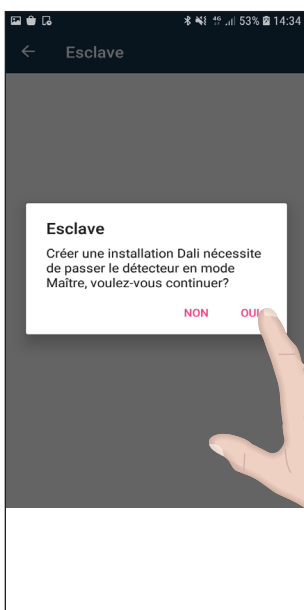 53% 14:34
Esclave
Esclave
Créer une installation Dali nécessite
de passer le détecteur en mode
Maître, voulez-vous continuer?
NON OUI